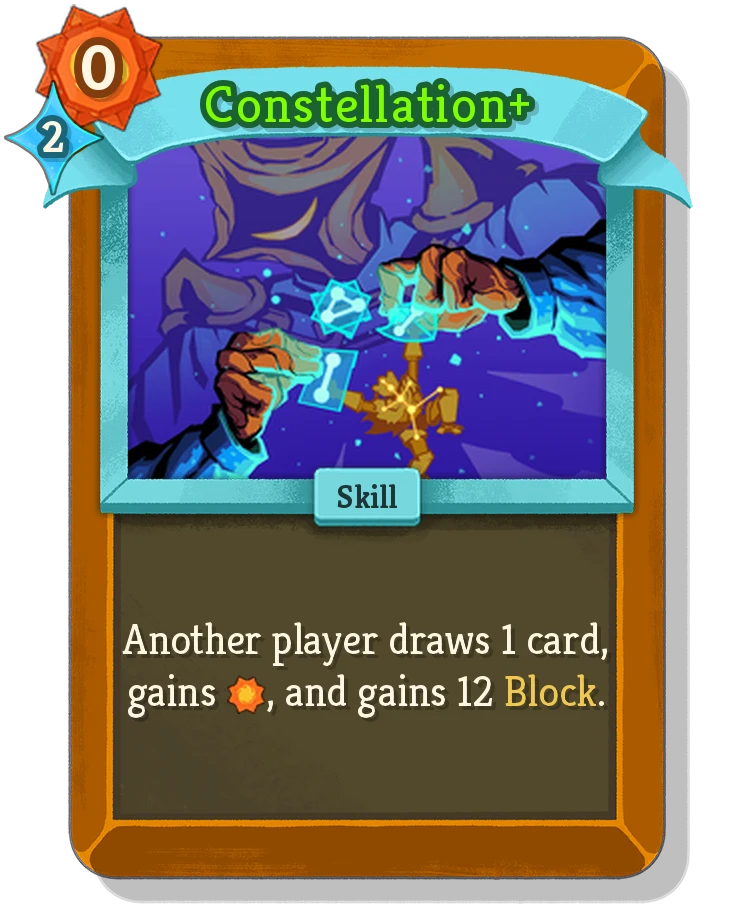 0
Constellation+
2
Skill
Another player draws 1 card,
gains , and gains 12 Block.